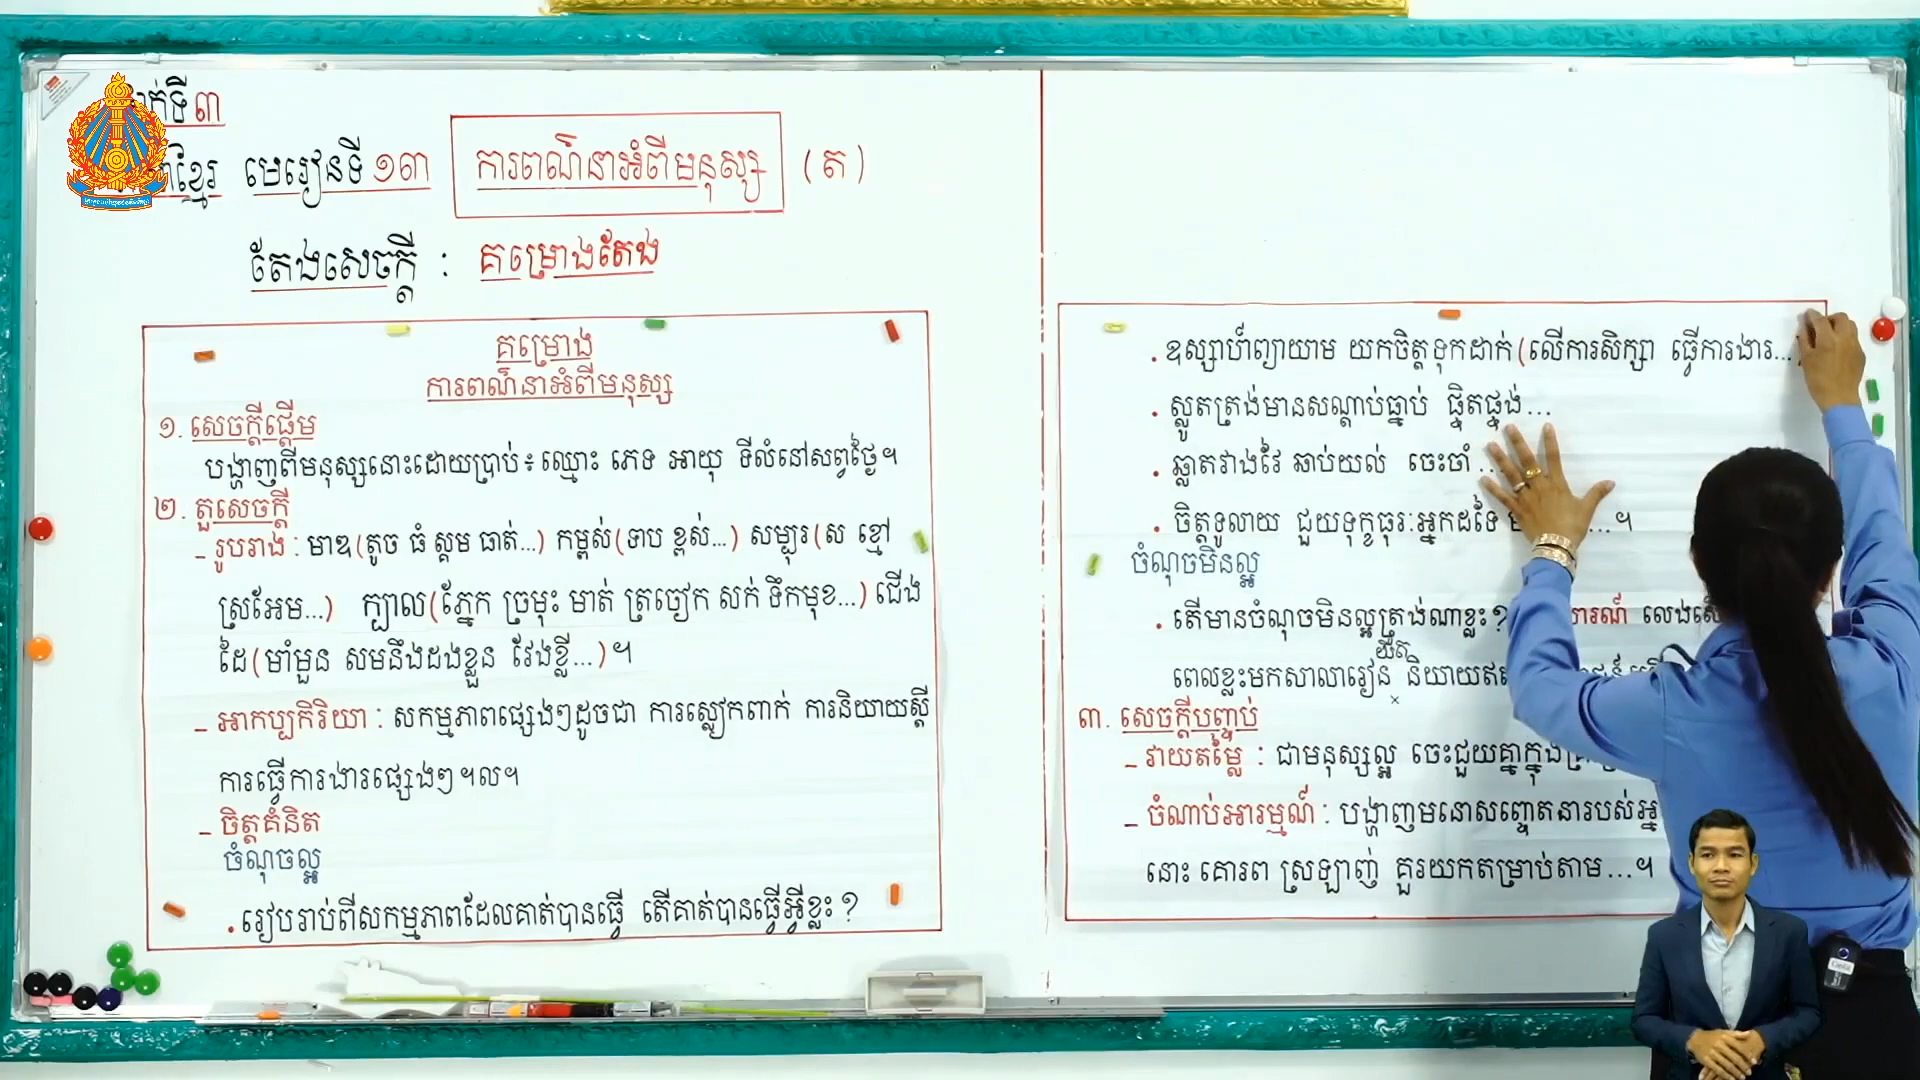 ទី៣
ខ្មែរ មេរៀនទី ១៣ ការពណ៌នាអំពីមនុស្ស (ត)
តែងសេចក្តី : គម្រោងតែង
គម្រោង
ការពណ៌នាអំពីមនុស្ស
១. សេចក្តីផ្តើម
បង្ហាញពីមនុស្សនោះដោយប្រាប់៖ ឈ្មោះ ភេទ អាយុ ទីលំនៅសព្វថ្ងៃ។
២. តួសេចក្តី
- រូបរាង : មាឌ(តូច ធំ ស្គម ធាត់...) កម្ពស់(ទាប ខ្ពស់...) សម្បុរ(ស ខ្មៅ
ស្រអែម...) ក្បាល(ភ្នែក ច្រមុះ មាត់ ត្រចៀក សក់ ទឹកមុខ...) ជើង
ដៃ(មាំមួន សមនឹងដងខ្លួន វែងខ្លី...)។
- អាកប្បកិរិយា : សកម្មភាពផ្សេងៗដូចជា ការស្លៀកពាក់ ការនិយាយស្តី
ការធ្វើការងារផ្សេងៗ។ល។
- ចិត្តគំនិត
ចំណុចល្អ
• រៀបរាប់ពីសកម្មភាពដែលគាត់បានធ្វើ តើគាត់បានធ្វើអ្វីខ្លះ ?
• ឧស្សាហ៍ព្យាយាម យកចិត្តទុកដាក់(លើការសិក្សា ធ្វើការងារ...
• ស្លូតត្រង់មានសណ្តាប់ធ្នាប់ ផ្ចិតផ្ចង់...
• ឆ្លាតវាងវៃ ឆាប់យល់ ចេះចាំ ...
• ចិត្តទូលាយ ជួយទុក្ខធុរៈអ្នកដទៃ ...។
ចំណុចមិនល្អ
• តើមានចំណុចមិនល្អត្រង់ណាខ្លះ? លេងសើ
យឺត
ពេលខ្លះមកសាលារៀន និយាយឥត
៣. សេចក្តីបញ្ចប់
- វាយតម្លៃ : ជាមនុស្សល្អ ចេះជួយគ្នាក្នុង
- ចំណាប់អារម្មណ៍ : បង្ហាញមនោសញ្ចេតនារបស់អ្ន
នោះ គោរព ស្រឡាញ់ គួរយកតម្រាប់តាម...។